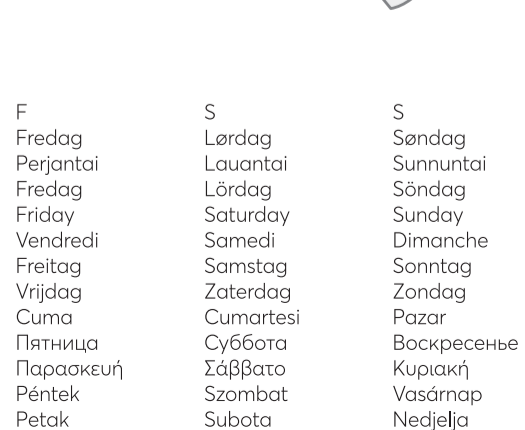 F S S
Fredag Lørdag Søndag
Perjantai Lauantai Sunnuntai
Fredag Lördag Söndag
Friday Saturday Sunday
Vendredi Samedi Dimanche
Freitag Samstag Sonntag
Vrijdag Zaterdag Zondag
Cuma Cumartesi Pazar
Пятница Суббота Воскресенье
Παρασκευή Σάββατο Κυριακή
Péntek Szombat Vasárnap
Petak Subota Nedjelja